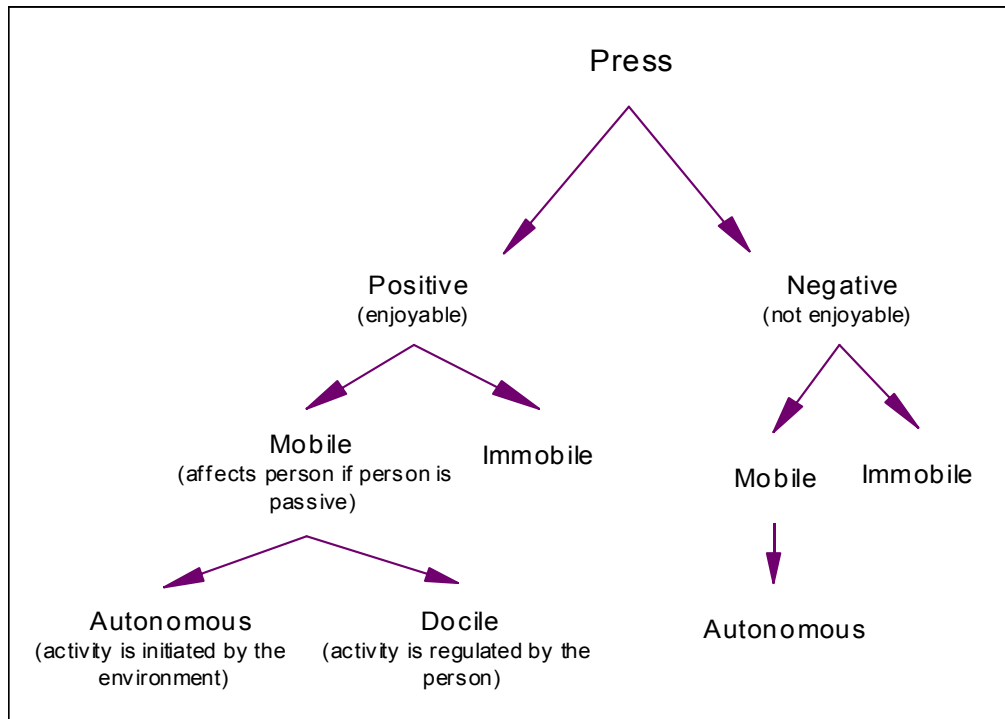 Press
Positive
(enjoyable)
Negative
(not enjoyable)
Mobile
(affects person if person is
passive)
Immobile
Mobile
Immobile
Autonomous
(activity is initiated by the
environment)
Docile
(activity is regulated by the
person)
Autonomous